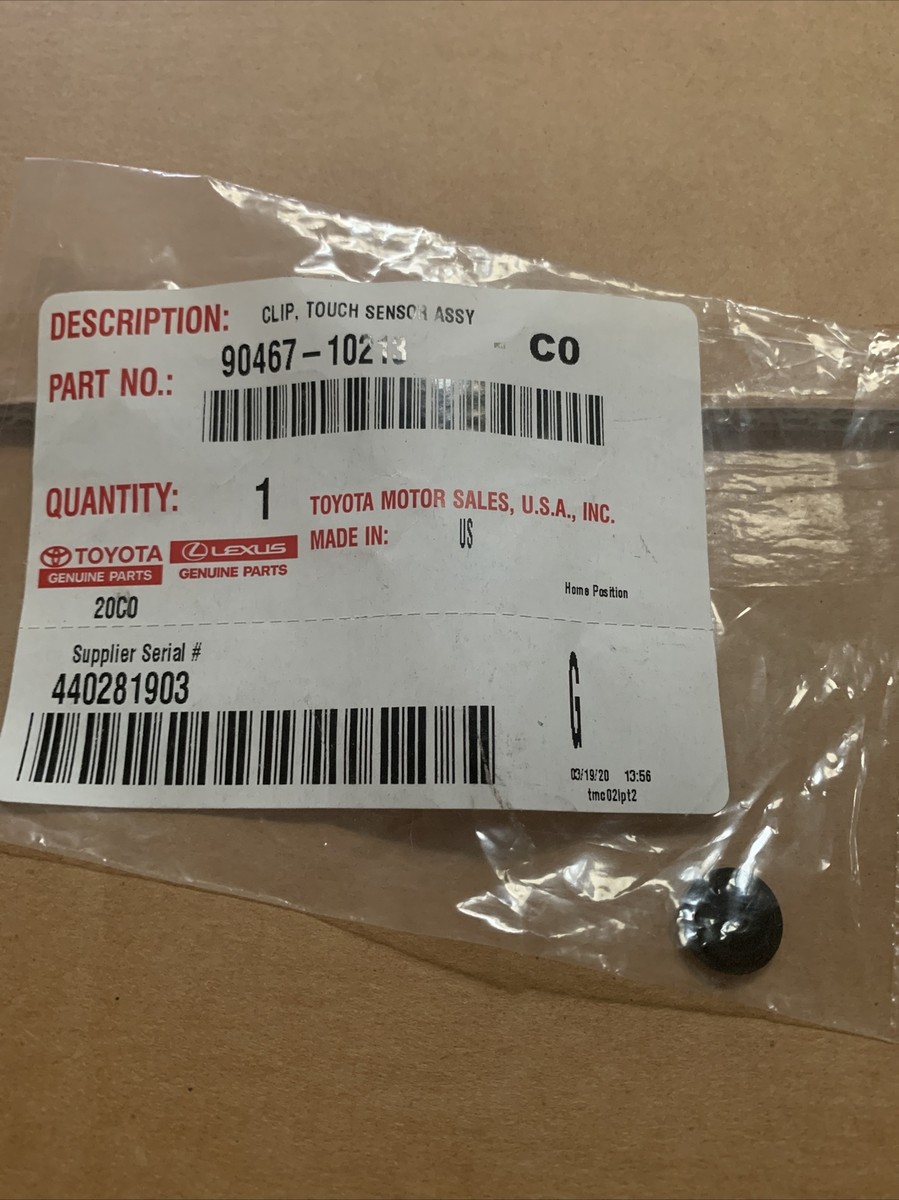 DESCRIPTION: CLIP, TOUCH SENSOR ASSY
PART NO.: 90467-10213 C0
QUANTITY: 1
TOYOTA MOTOR SALES, U.S.A., INC.
MADE IN: US
TOYOTA
GENUINE PARTS
LEXUS
GENUINE PARTS
Home Position
20C0
Supplier Serial #
440281903
G
03/19/20 13:56
tmc02lpt2